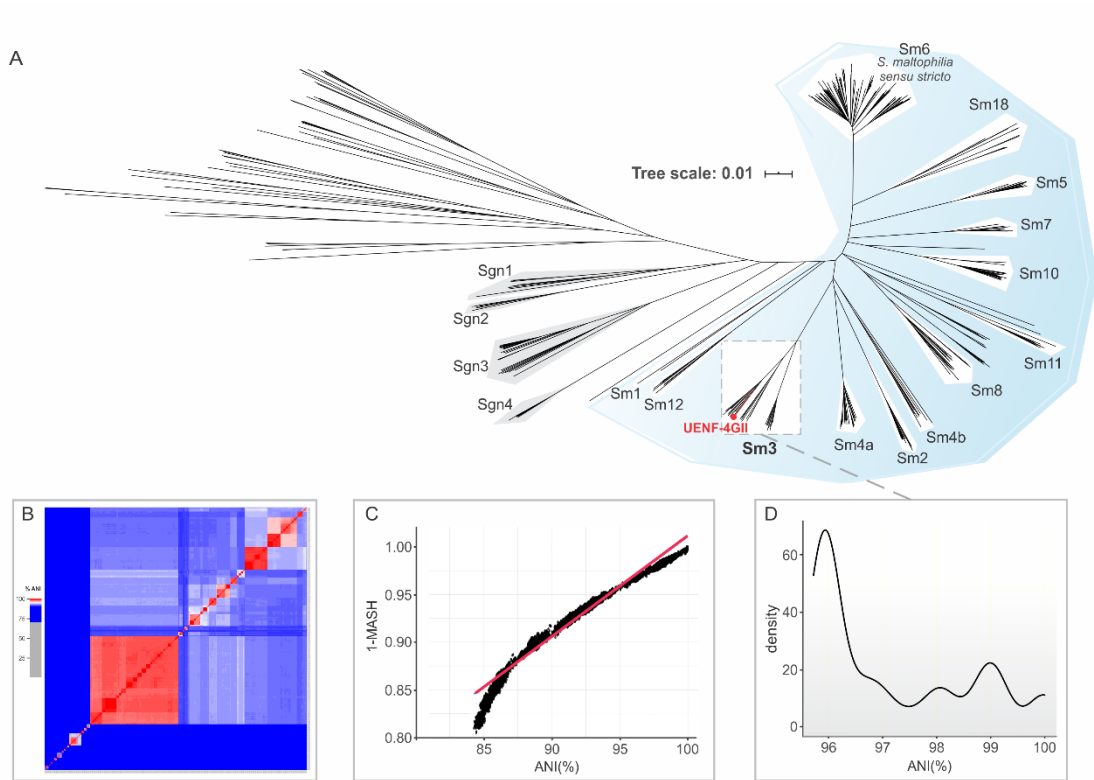 A
Sm6
S. maltophilia
sensu stricto
Sm18
Tree scale: 0.01
Sm5
Sm7
Sgn1
Sm10
Sgn2
Sgn3
Sm11
Sm1
Sm8
Sm12
Sgn4
UENF-4GII
Sm4a
Sm4b
Sm3
Sm2
B
% ANI
100
75
50
25
C
1-MASH
1.00
0.95
0.90
0.85
0.80
85
90
95
100
ANI(%)
D
density
60
40
20
0
96
97
98
99
100
ANI(%)